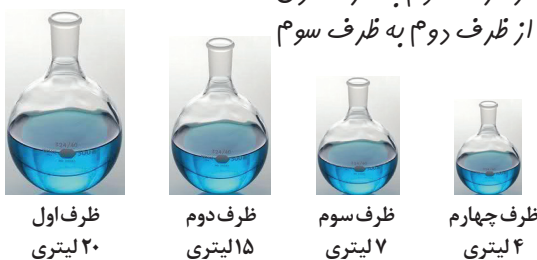 از ظرف دوم به ظرف سوم
ظرف اول
۲۰ لیتری
ظرف دوم
۱۵ لیتری
ظرف سوم
۷ لیتری
ظرف چهارم
۴ لیتری